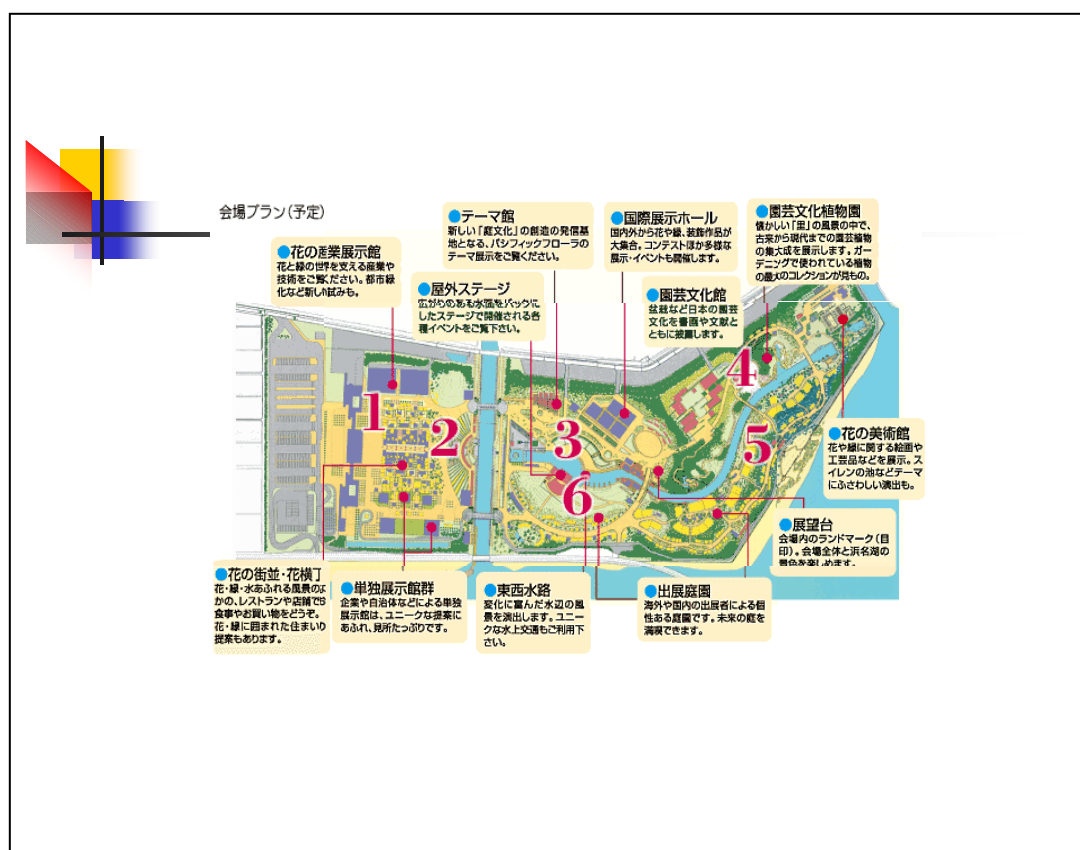 会場プラン(予定)
●テーマ館
新しい「庭文化」の創造の発信基
地となる、パシフィックフローラの
テーマ展示をご覧ください。
●国際展示ホール
国内外から花や緑、装飾作品が
大集合。コンテストほか多様な
展示・イベントも開催します。
●園芸文化植物園
懐かしい「里」の風景の中で、
古来から現代までの園芸植物
の集大成を展示します。ガー
デニングで使われている植物
の最大のコレクションが見もの。
●花の産業展示館
花と緑の世界を支える産業や
技術をご覧ください。都市緑
化など新しい試みも。
●屋外ステージ
広がりのある水面をバックに
したステージで開催される各
種イベントをご覧下さい。
●園芸文化館
盆栽など日本の園芸
文化を書画や文献と
ともに披露します。
1
2
3
4
5
6
●花の美術館
花や緑に関する絵画や
工芸品などを展示。ス
イレンの池などテーマ
にふさわしい演出も。
●展望台
会場内のランドマーク(目
印)。会場全体と浜名湖の
景色を楽しめます。
●花の街並・花横丁
花・緑・水あふれる風景のな
かの、レストランや店舗で
食事やお買い物をどうぞ。
花・緑に囲まれた住まいの
提案もあります。
●単独展示館群
企業や自治体などによる単独
展示館は、ユニークな提案に
あふれ、見所たっぷりです。
●東西水路
変化に富んだ水辺の風
景を演出します。ユニー
クな水上交通もご利用下
さい。
●出展庭園
海外や国内の出展者による個
性ある庭園です。未来の庭を
満喫できます。